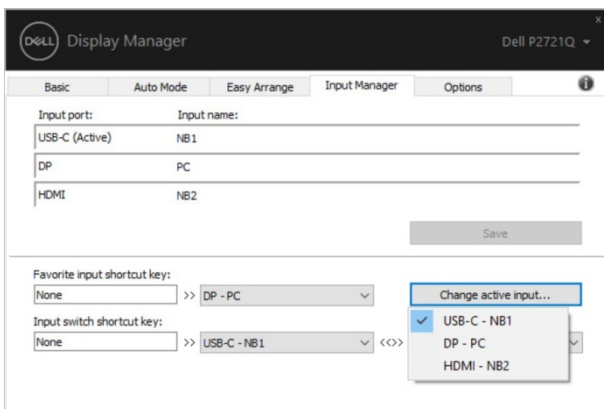 x
DELL Display Manager Dell P2721Q
Basic Auto Mode Easy Arrange Input Manager Options i
Input port: Input name:
USB-C (Active) NB1
DP PC
HDMI NB2
Save
Favorite input shortcut key:
None >> DP - PC Change active input...
Input switch shortcut key:
None >> USB-C - NB1 <<>>
USB-C - NB1
DP - PC
HDMI - NB2